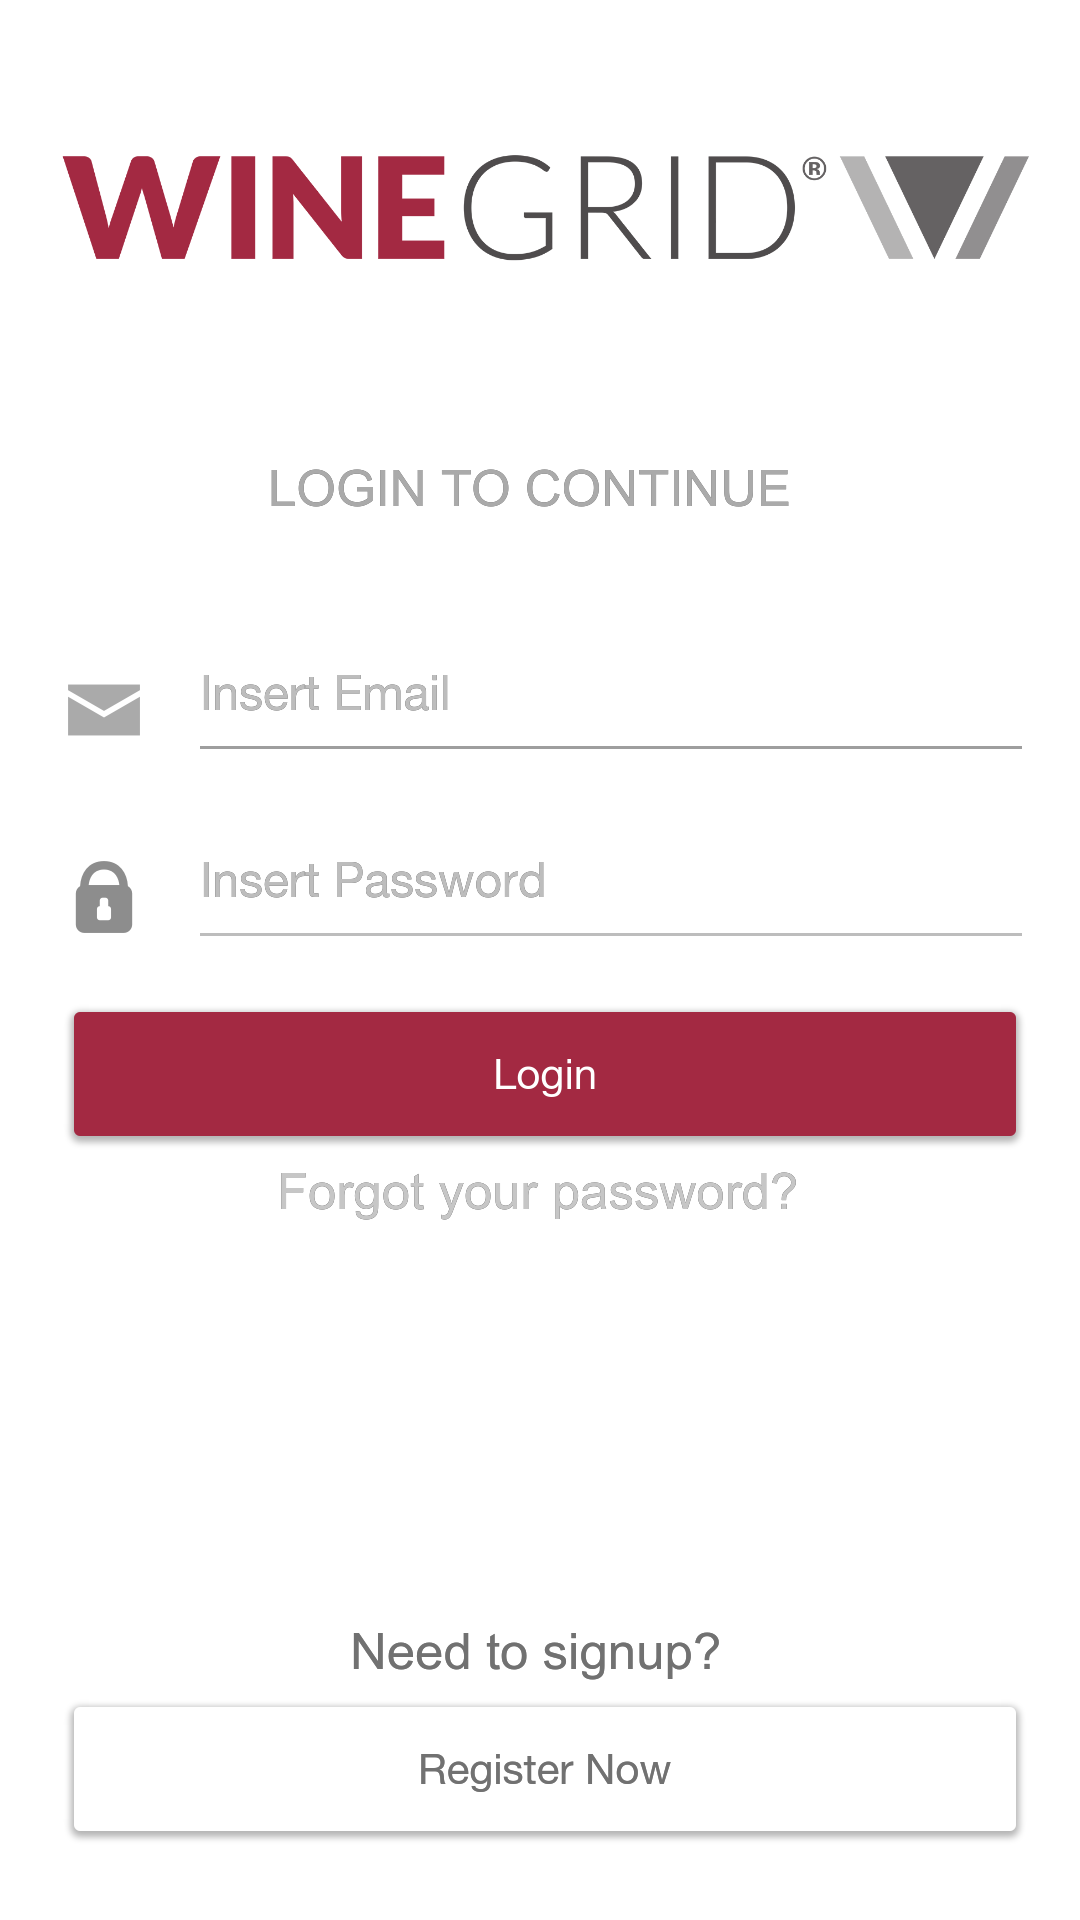 WINEGRID®
LOGIN TO CONTINUE
Insert Email
Insert Password
Login
Forgot your password?
Need to signup?
Register Now